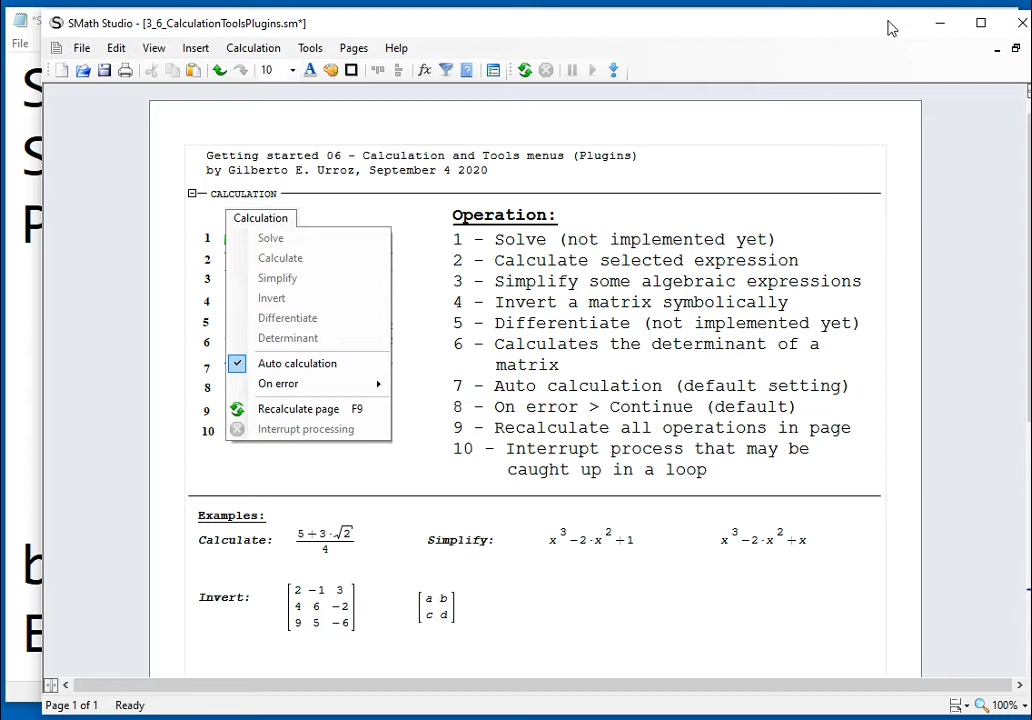 SMath Studio - [3_6_CalculationToolsPlugins.sm*]
File
File Edit View Insert Calculation Tools Pages Help
10
Getting started 06 - Calculation and Tools menus (Plugins)
by Gilberto E. Urroz, September 4 2020
CALCULATION
Calculation
1 Solve
2 Calculate
3 Simplify
4 Invert
5 Differentiate
6 Determinant
7 Auto calculation
8 On error
9 Recalculate page F9
10 Interrupt processing
Operation:
1 - Solve (not implemented yet)
2 - Calculate selected expression
3 - Simplify some algebraic expressions
4 - Invert a matrix symbolically
5 - Differentiate (not implemented yet)
6 - Calculates the determinant of a
matrix
7 - Auto calculation (default setting)
8 - On error > Continue (default)
9 - Recalculate all operations in page
10 - Interrupt process that may be
caught up in a loop
Examples:
Calculate: (5+3·√2)/4 Simplify: x^3-2·x^2+1 x^3-2·x^2+x
Invert:
2 -1 3
4 6 -2
9 5 -6
a b
c d
Page 1 of 1 Ready 100%